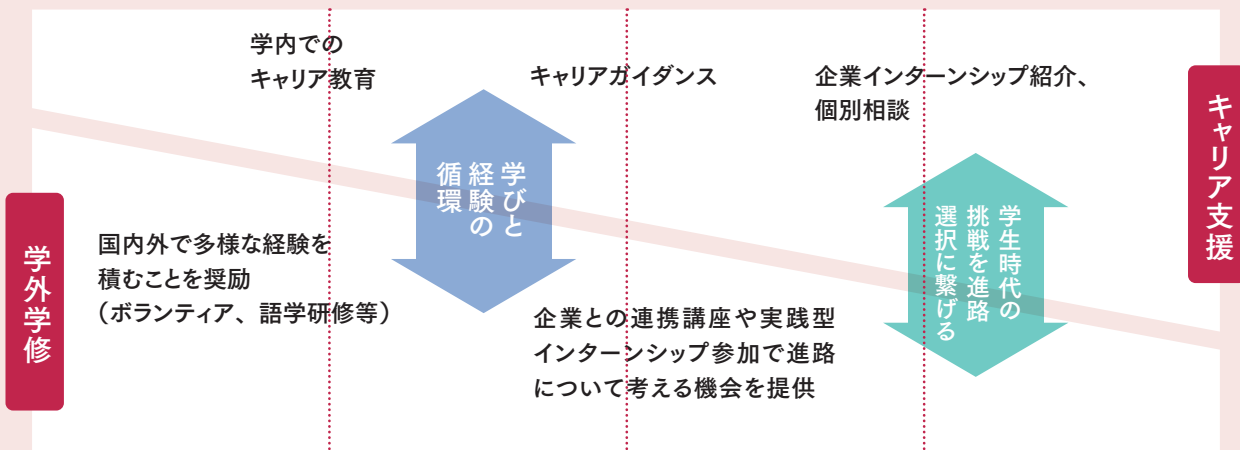 学内での
キャリア教育
キャリアガイダンス
企業インターンシップ紹介、
個別相談
キャリア支援
学びと
経験の
循環
学生時代の
挑戦を進路
選択に繋げる
学外学修
国内外で多様な経験を
積むことを奨励
（ボランティア、語学研修等）
企業との連携講座や実践型
インターンシップ参加で進路
について考える機会を提供